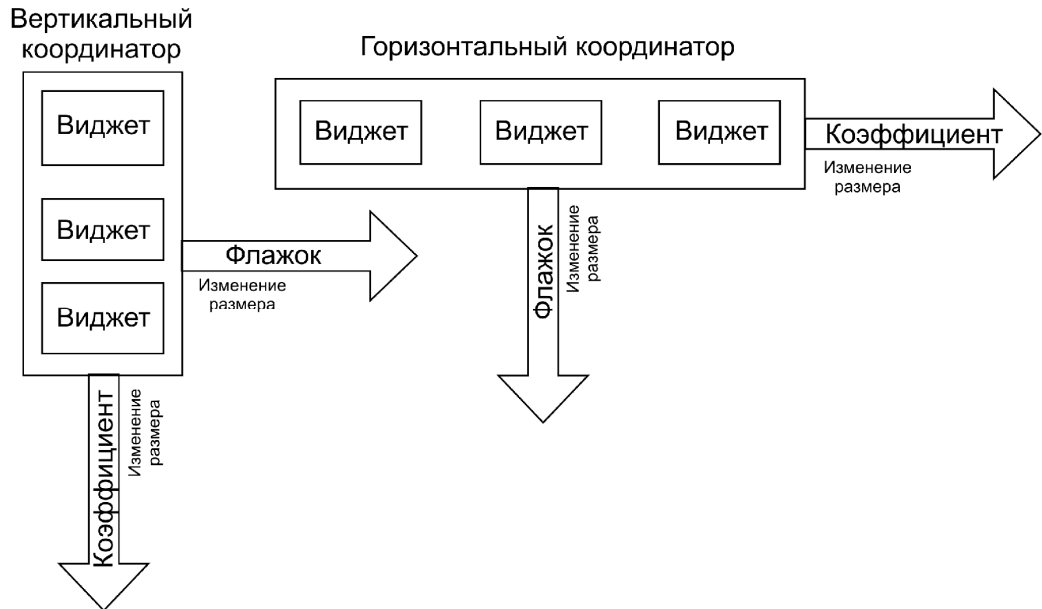 Вертикальный
координатор
Виджет
Виджет
Виджет
Флажок
Изменение
размера
Коэффициент
Изменение
размера
Горизонтальный координатор
Виджет
Виджет
Виджет
Коэффициент
Изменение
размера
Флажок
Изменение
размера